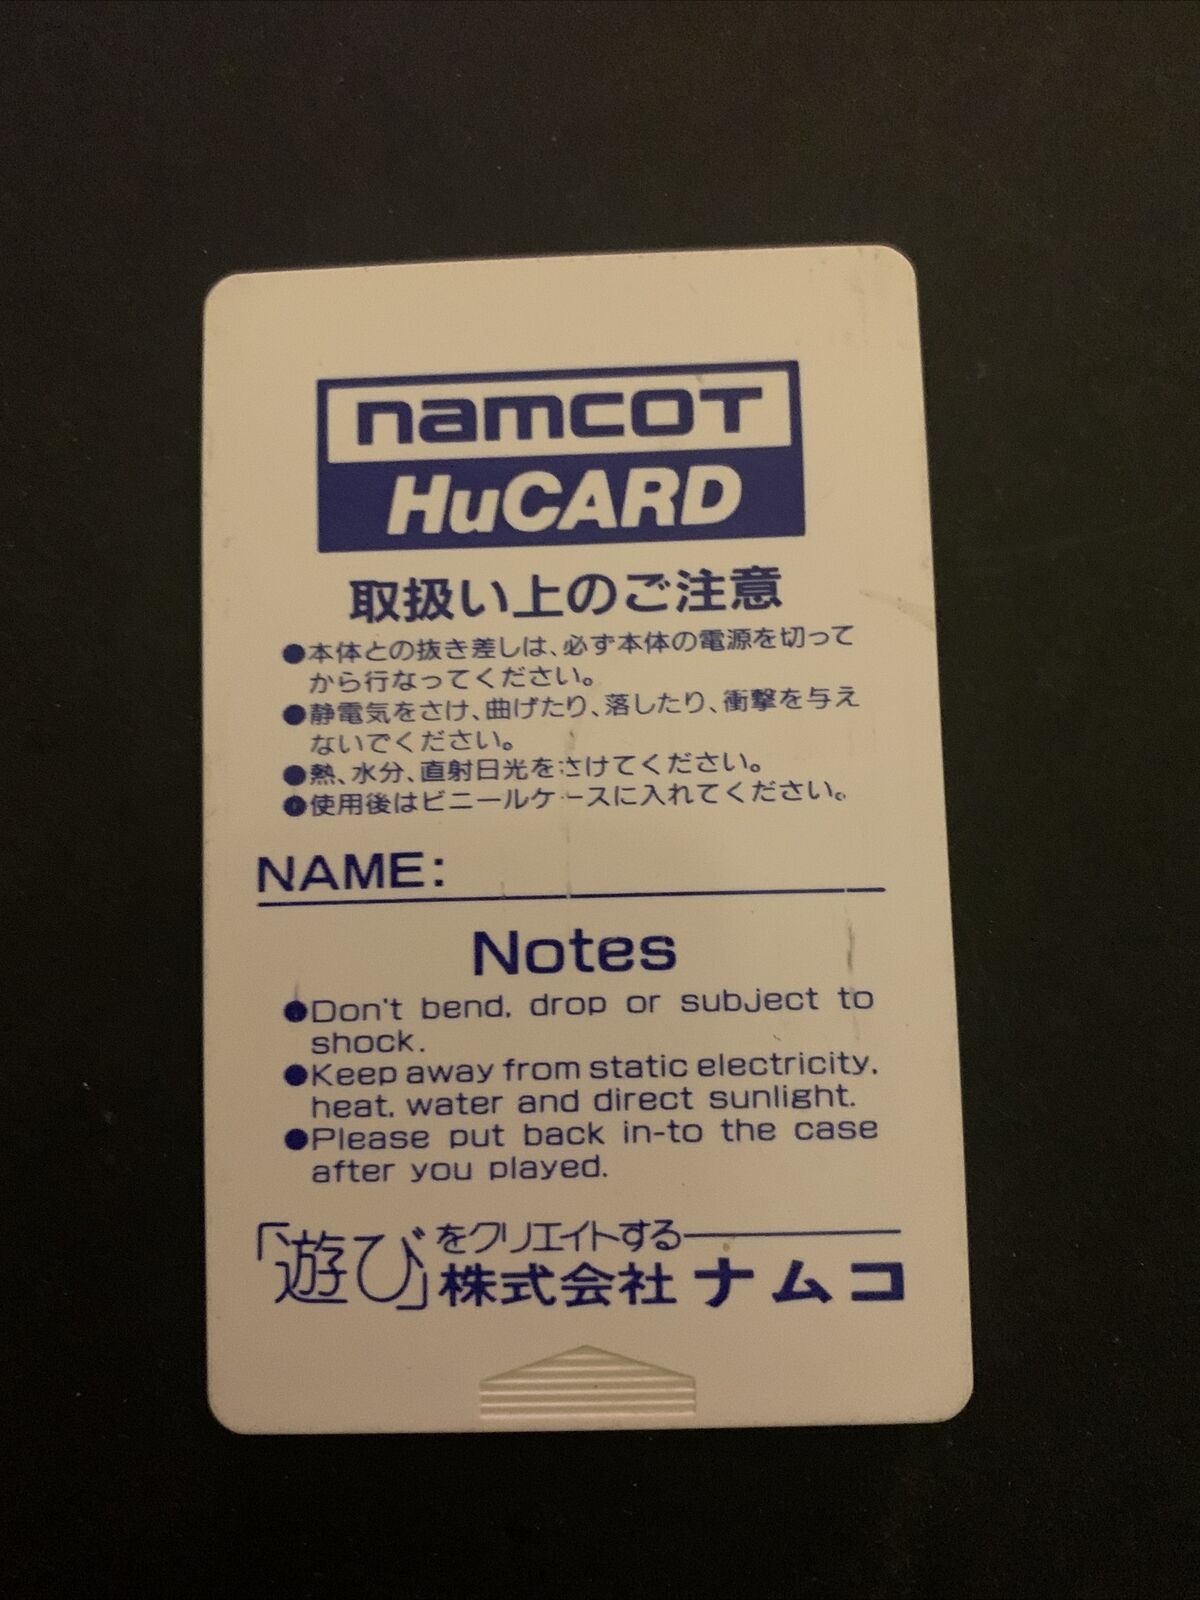 namcoT
HuCARD
取扱い上のご注意
●本体との抜き差しは、必ず本体の電源を切って
から行なってください。
●静電気をさけ、曲げたり、落したり、衝撃を与え
ないでください。
●熱、水分、直射日光をさけてください。
●使用後はビニールケースに入れてください。
NAME:
Notes
●Don't bend, drop or subject to
shock.
●Keep away from static electricity,
heat, water and direct sunlight.
●Please put back in-to the case
after you played.
「遊び」をクリエイトする
株式会社ナムコ